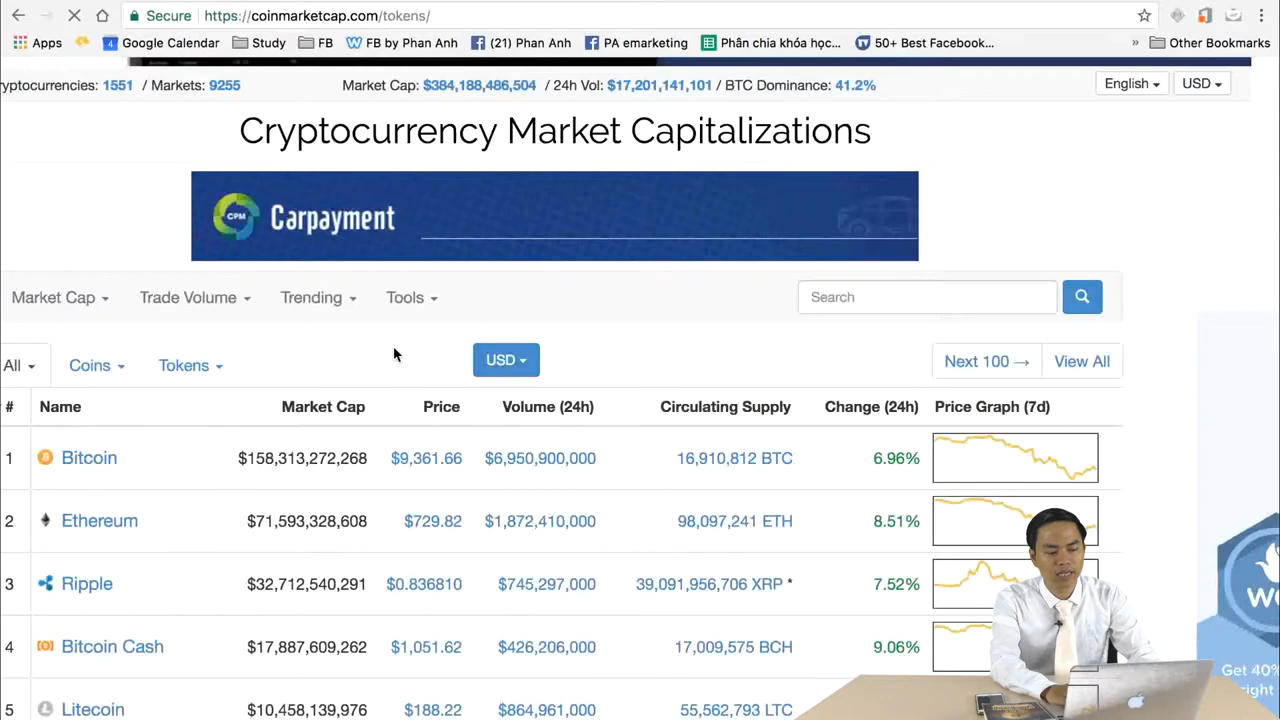 Secure https://coinmarketcap.com/tokens/
Apps 4 Google Calendar Study FB FB by Phan Anh (21) Phan Anh PA emarketing Phân chia khóa học... 50+ Best Facebook... » Other Bookmarks
ryptocurrencies: 1551 / Markets: 9255 Market Cap: $384,188,486,504 / 24h Vol: $17,201,141,101 / BTC Dominance: 41.2% English USD
Cryptocurrency Market Capitalizations
CPM Carpayment
Market Cap Trade Volume Trending Tools Search
All Coins Tokens USD Next 100 → View All
# Name Market Cap Price Volume (24h) Circulating Supply Change (24h) Price Graph (7d)
1 Bitcoin $158,313,272,268 $9,361.66 $6,950,900,000 16,910,812 BTC 6.96%
2 Ethereum $71,593,328,608 $729.82 $1,872,410,000 98,097,241 ETH 8.51%
3 Ripple $32,712,540,291 $0.836810 $745,297,000 39,091,956,706 XRP * 7.52%
4 Bitcoin Cash $17,887,609,262 $1,051.62 $426,206,000 17,009,575 BCH 9.06%
5 Litecoin $10,458,139,976 $188.22 $864,961,000 55,562,793 LTC
Get 40%